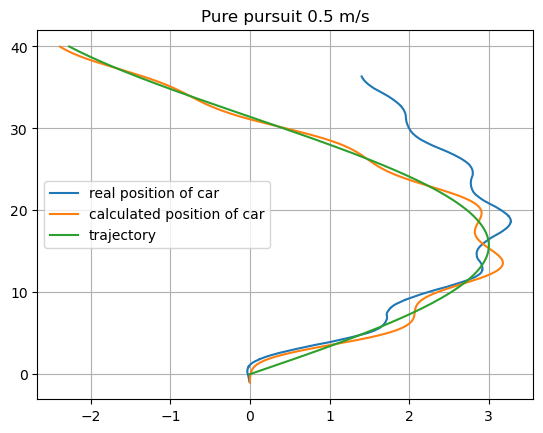 Pure pursuit 0.5 m/s
40
30
20
10
0
real position of car
calculated position of car
trajectory
−2
−1
0
1
2
3